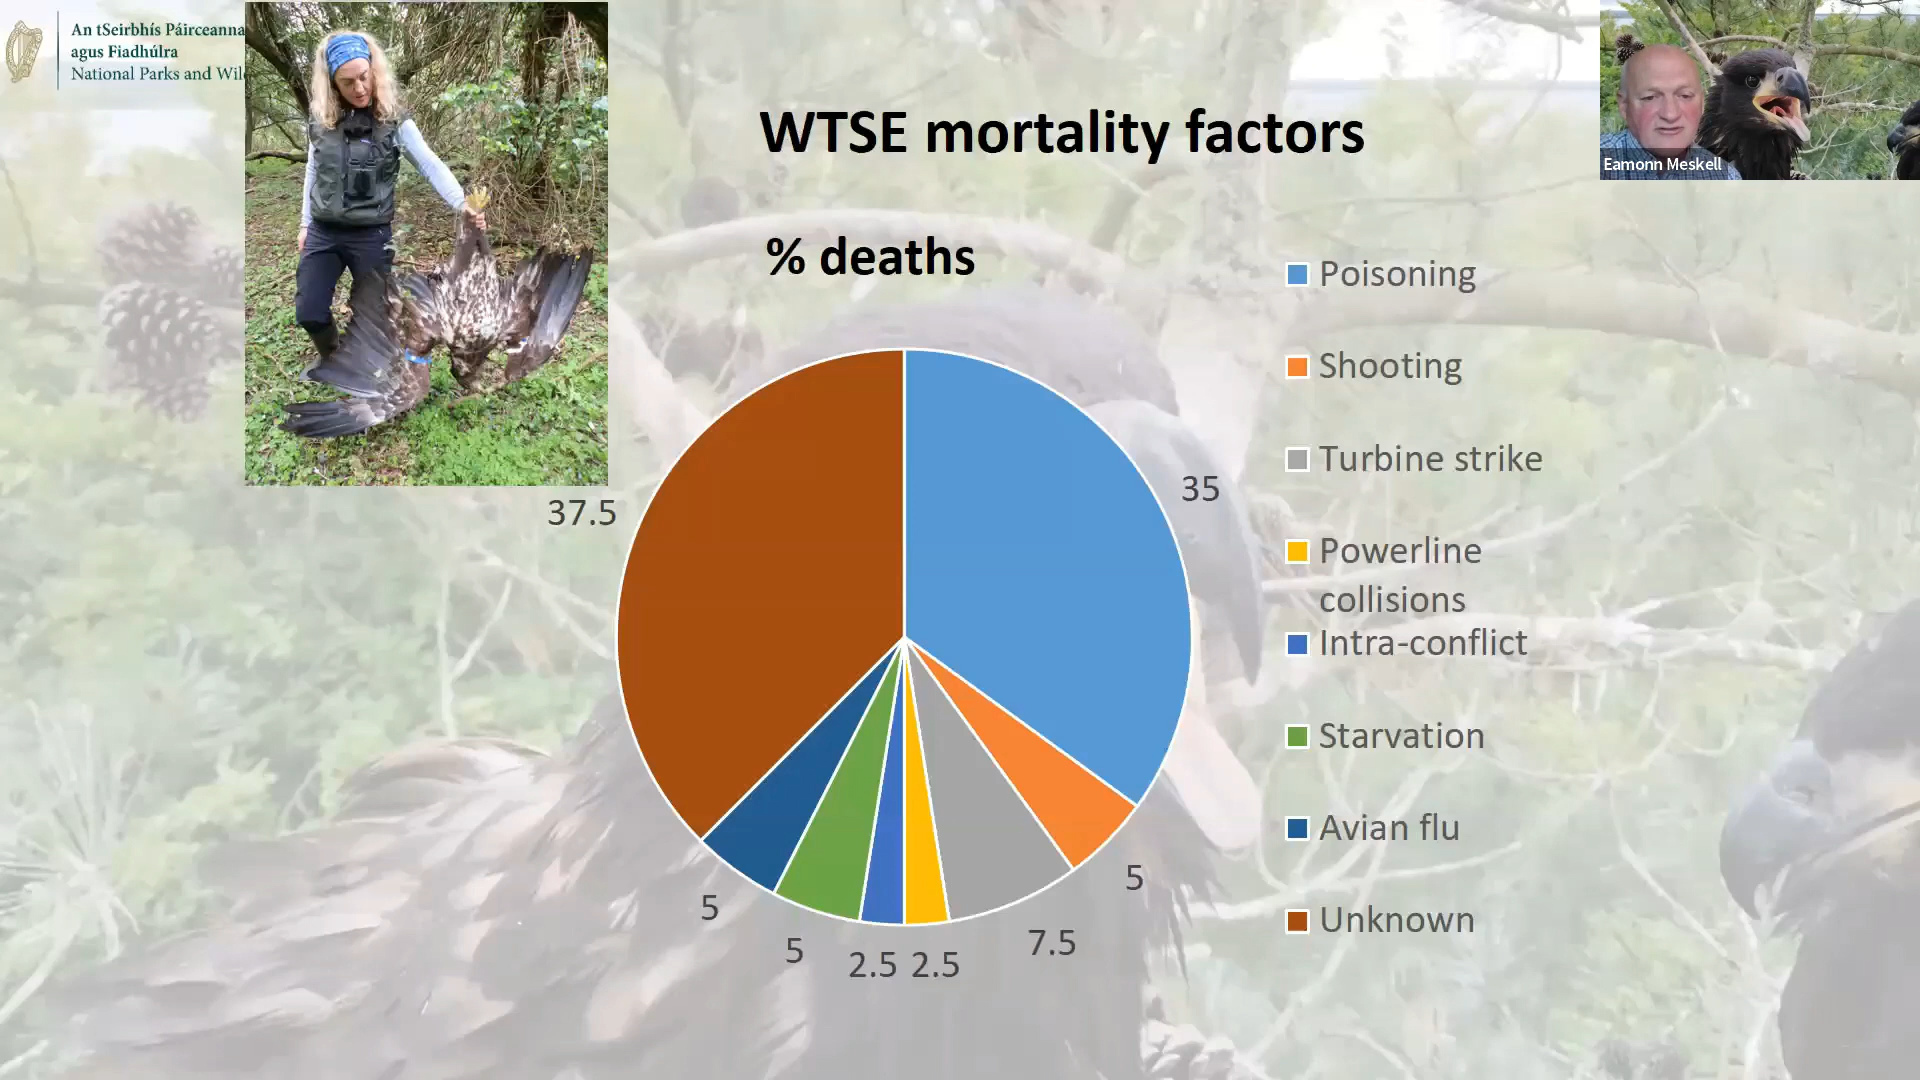 An tSeirbhís Páirceanna
agus Fiadhúlra
National Parks and Wil
WTSE mortality factors
Eamonn Meskell
% deaths
Poisoning
Shooting
Turbine strike
Powerline
collisions
Intra-conflict
Starvation
Avian flu
Unknown
37.5
35
5
7.5
2.5
2.5
5
5